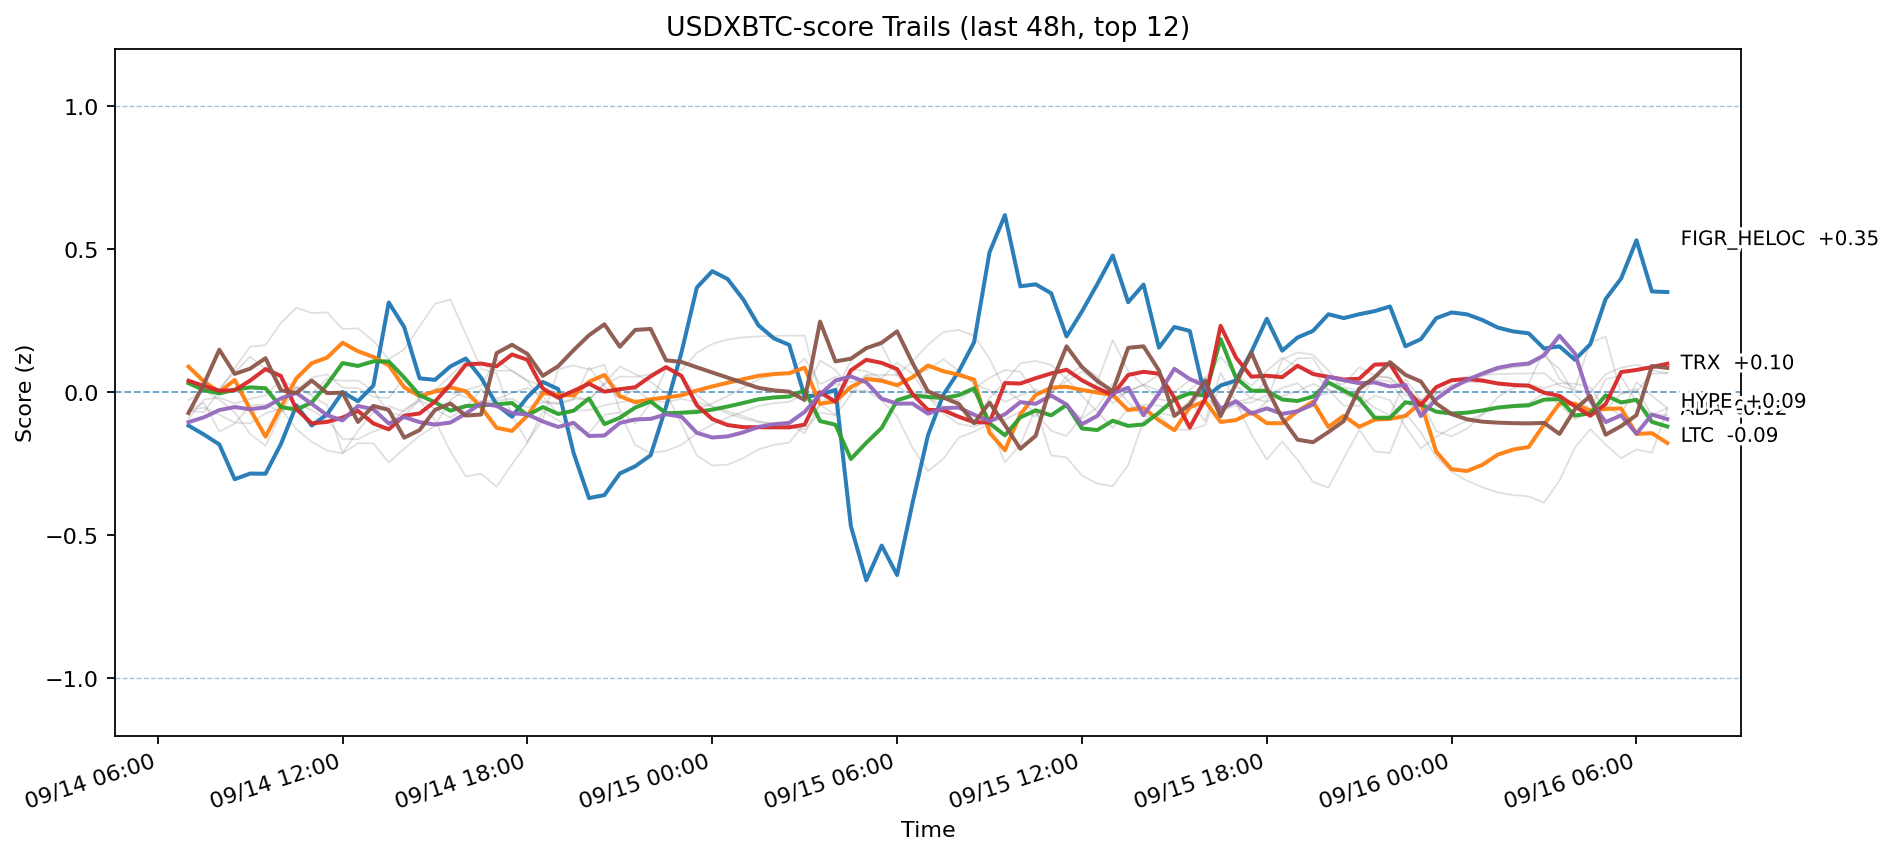 USDXBTC-score Trails (last 48h, top 12)
Score (z)
1.0
0.5
0.0
−0.5
−1.0
FIGR_HELOC +0.35
TRX +0.10
HYPE +0.09
LTC -0.09
09/14 06:00
09/14 12:00
09/14 18:00
09/15 00:00
09/15 06:00
09/15 12:00
09/15 18:00
09/16 00:00
09/16 06:00
Time